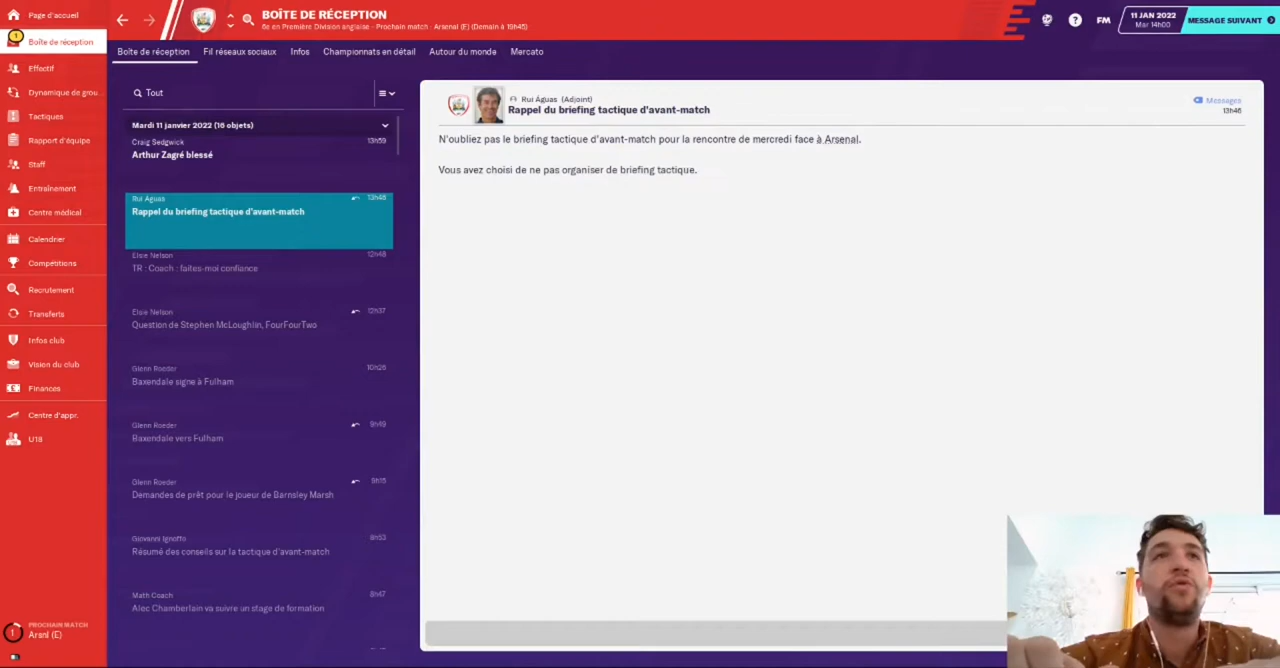 Page d'accueil
1
Boîte de réception
Effectif
Dynamique de grou...
Tactiques
Rapport d'équipe
Staff
Entraînement
Centre médical
Calendrier
Compétitions
Recrutement
Transferts
Infos club
Vision du club
Finances
Centre d'appr.
U18
1
PROCHAIN MATCH
Arsnl (E)
BOÎTE DE RÉCEPTION
6e en Première Division anglaise - Prochain match : Arsenal (E) (Demain à 19h45)
?
FM
11 JAN 2022
Mar 14h00
MESSAGE SUIVANT
Boîte de réception
Fil réseaux sociaux
Infos
Championnats en détail
Autour du monde
Mercato
Tout
Mardi 11 janvier 2022 (16 objets)
Craig Sedgwick 13h59
Arthur Zagré blessé
Rui Águas 13h48
Rappel du briefing tactique d'avant-match
Elsie Nelson 12h48
TR : Coach : faites-moi confiance
Elsie Nelson 12h37
Question de Stephen McLoughlin, FourFourTwo
Glenn Roeder 10h26
Baxendale signe à Fulham
Glenn Roeder 9h49
Baxendale vers Fulham
Glenn Roeder 9h15
Demandes de prêt pour le joueur de Barnsley Marsh
Giovanni Ignoffo 8h53
Résumé des conseils sur la tactique d'avant-match
Math Coach 8h47
Alec Chamberlain va suivre un stage de formation
Rui Águas (Adjoint)
Rappel du briefing tactique d'avant-match
Messages
13h48
N'oubliez pas le briefing tactique d'avant-match pour la rencontre de mercredi face à Arsenal.
Vous avez choisi de ne pas organiser de briefing tactique.